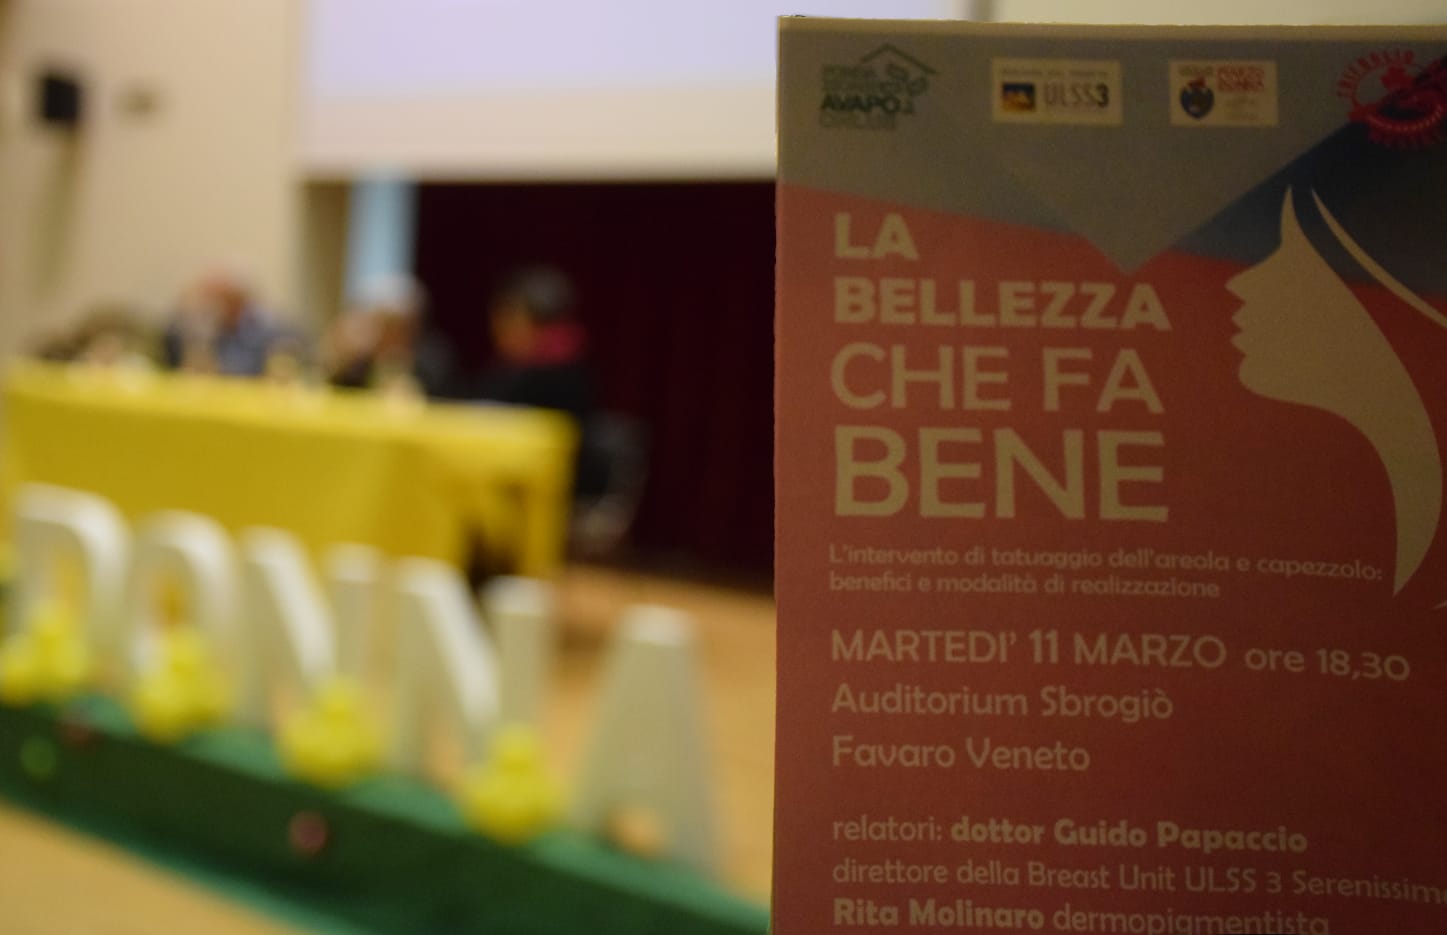 AVAPO
ULSS3
LA
BELLEZZA
CHE FA
BENE
L'intervento di tatuaggio dell'areola e capezzolo:
benefici e modalità di realizzazione
MARTEDI' 11 MARZO ore 18,30
Auditorium Sbrogiò
Favaro Veneto
relatori: dottor Guido Papaccio
direttore della Breast Unit ULSS 3 Serenissima
Rita Molinaro dermopigmentista
DONNA